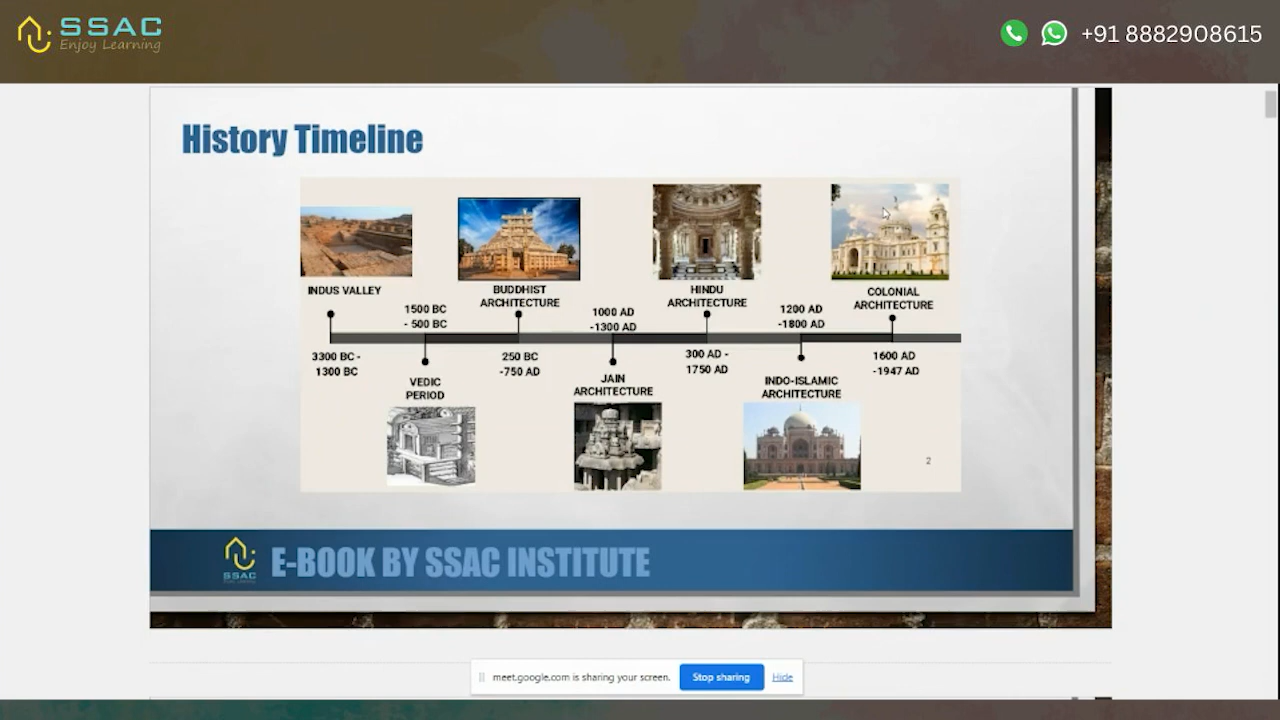 SSAC
Enjoy Learning
+91 8882908615
History Timeline
INDUS VALLEY
BUDDHIST
ARCHITECTURE
HINDU
ARCHITECTURE
COLONIAL
ARCHITECTURE
1500 BC
- 500 BC
1000 AD
-1300 AD
1200 AD
-1800 AD
3300 BC -
1300 BC
250 BC
-750 AD
300 AD -
1750 AD
1600 AD
-1947 AD
VEDIC
PERIOD
JAIN
ARCHITECTURE
INDO-ISLAMIC
ARCHITECTURE
2
SSAC
E-BOOK BY SSAC INSTITUTE
meet.google.com is sharing your screen.
Stop sharing
Hide